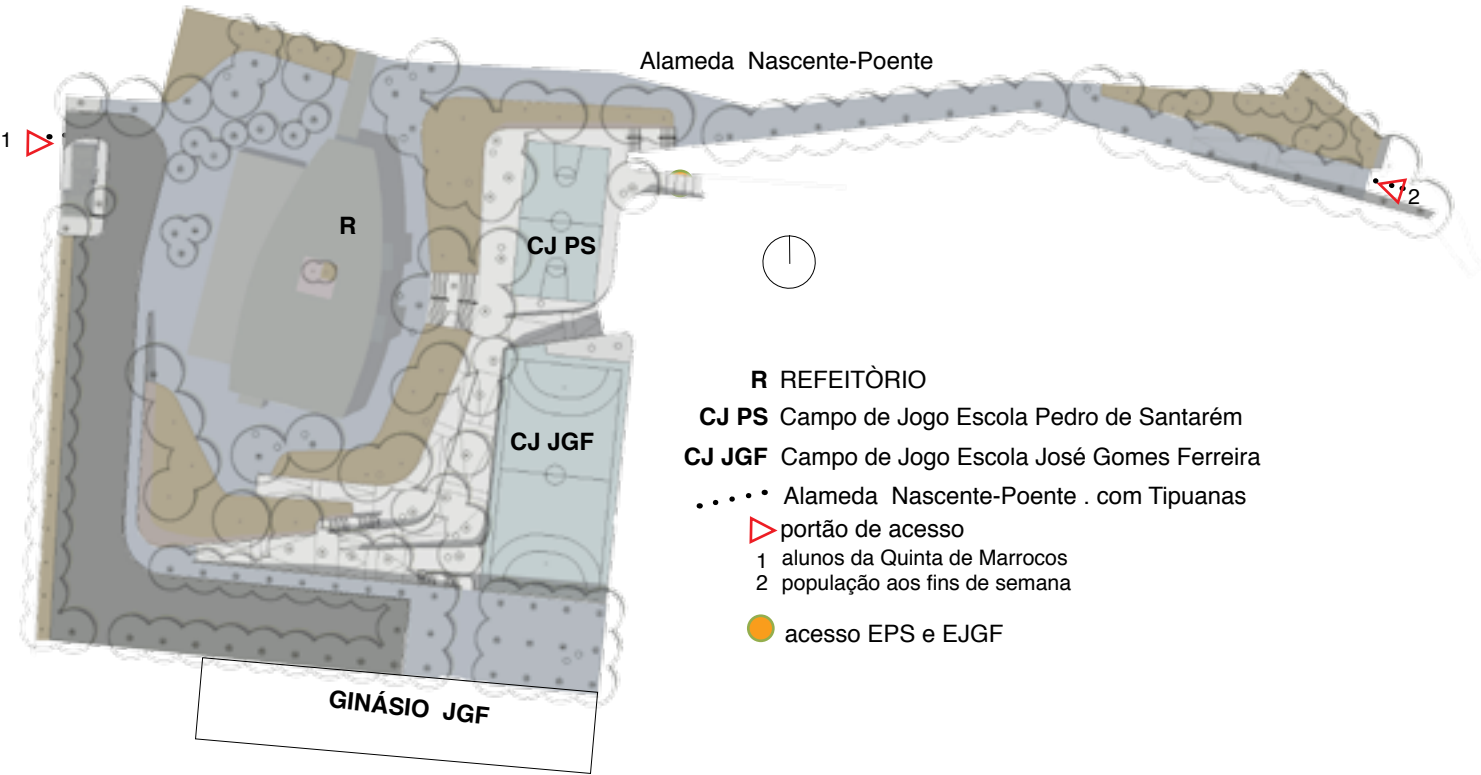 Alameda Nascente-Poente
1
2
R
CJ PS
CJ JGF
R REFEITÒRIO
CJ PS Campo de Jogo Escola Pedro de Santarém
CJ JGF Campo de Jogo Escola José Gomes Ferreira
Alameda Nascente-Poente . com Tipuanas
portão de acesso
1 alunos da Quinta de Marrocos
2 população aos fins de semana
acesso EPS e EJGF
GINÁSIO JGF